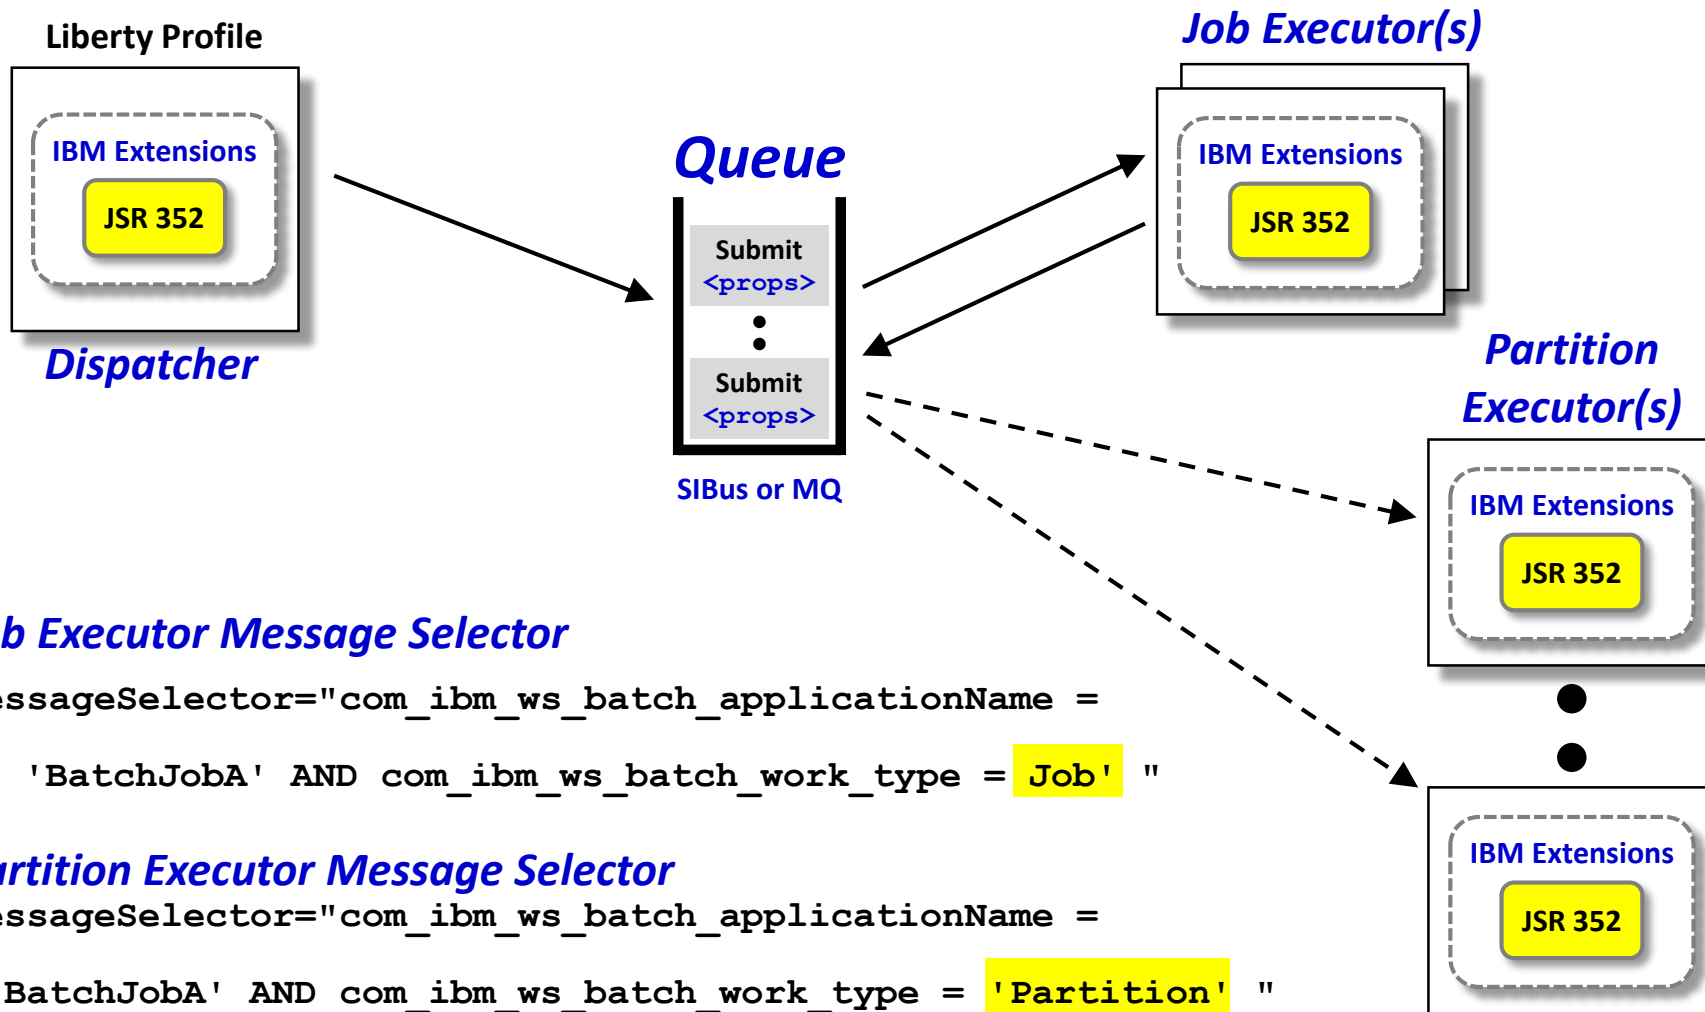 Liberty Profile
IBM Extensions
JSR 352
Dispatcher
Queue
Submit
<props>
Submit
<props>
SIBus or MQ
Job Executor(s)
IBM Extensions
JSR 352
Partition
Executor(s)
IBM Extensions
JSR 352
IBM Extensions
JSR 352
b Executor Message Selector
essageSelector="com_ibm_ws_batch_applicationName =
'BatchJobA' AND com_ibm_ws_batch_work_type = Job' "
artition Executor Message Selector
essageSelector="com_ibm_ws_batch_applicationName =
BatchJobA' AND com_ibm_ws_batch_work_type = 'Partition' "